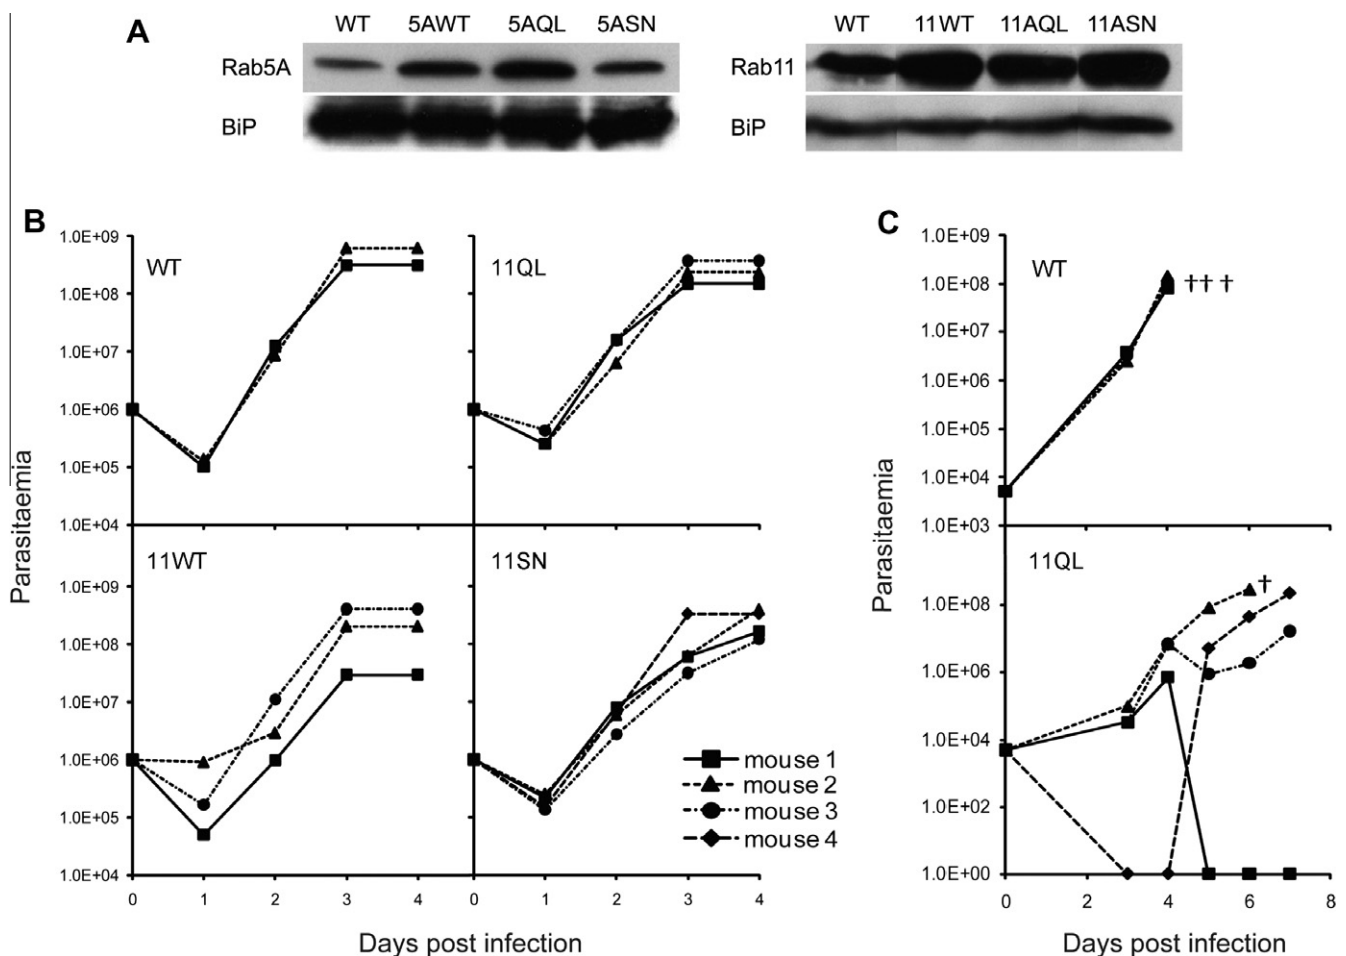 A
WT 5AWT 5AQL 5ASN
Rab5A
BiP
WT 11WT 11AQL 11ASN
Rab11
BiP
B
Parasitaemia
1.0E+09
1.0E+08
1.0E+07
1.0E+06
1.0E+05
1.0E+04
WT
11QL
1.0E+09
1.0E+08
1.0E+07
1.0E+06
1.0E+05
1.0E+04
11WT
11SN
mouse 1
mouse 2
mouse 3
mouse 4
0 1 2 3 4
0 1 2 3 4
Days post infection
C
Parasitaemia
1.0E+09
1.0E+08
1.0E+07
1.0E+06
1.0E+05
1.0E+04
1.0E+03
WT
†† †
11QL
†
1.0E+08
1.0E+06
1.0E+04
1.0E+02
1.0E+00
0 2 4 6 8
Days post infection